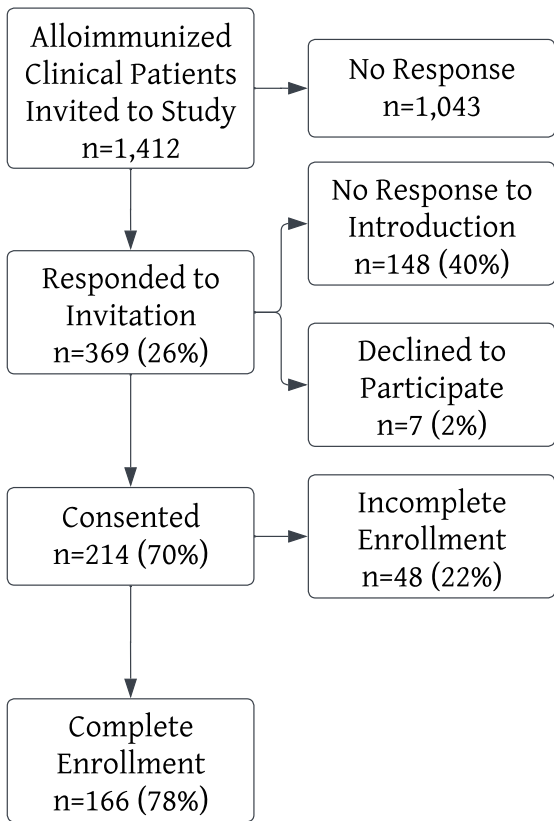 Alloimmunized
Clinical Patients
Invited to Study
n=1,412
No Response
n=1,043
No Response to
Introduction
n=148 (40%)
Responded to
Invitation
n=369 (26%)
Declined to
Participate
n=7 (2%)
Consented
n=214 (70%)
Incomplete
Enrollment
n=48 (22%)
Complete
Enrollment
n=166 (78%)